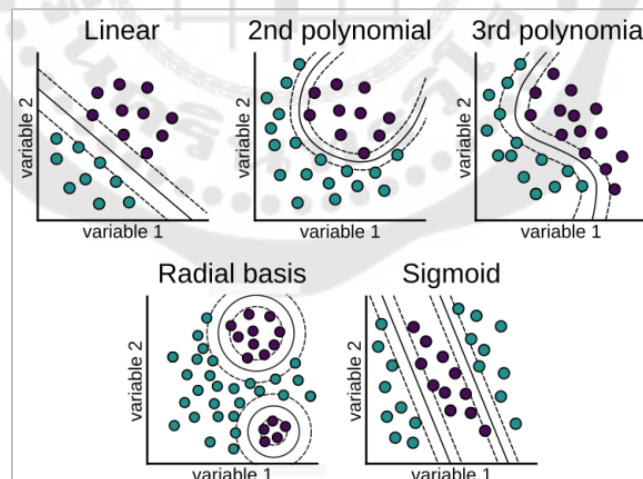 Linear
2nd polynomial
3rd polynomia
variable 2
variable 1
variable 2
variable 1
variable 2
variable 1
Radial basis
Sigmoid
variable 2
variable 1
variable 2
variable 1